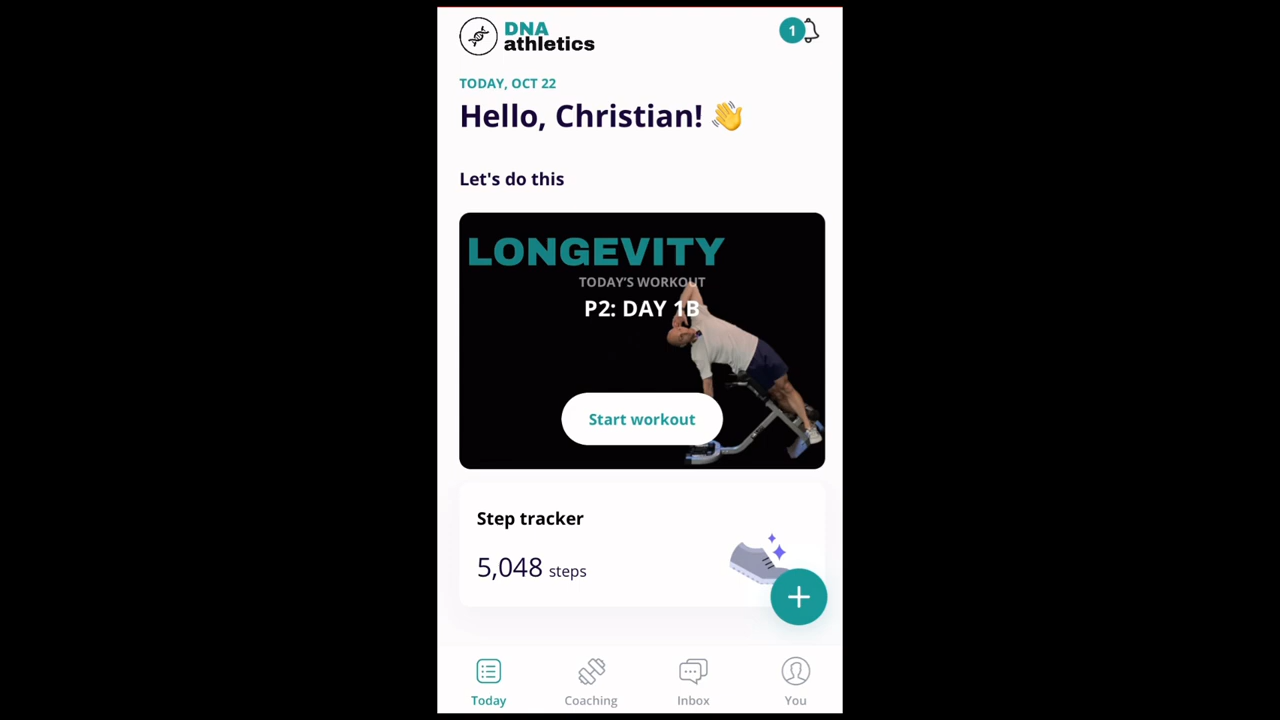 DNA
athletics
1
TODAY, OCT 22
Hello, Christian! 👋
Let's do this
LONGEVITY
TODAY'S WORKOUT
P2: DAY 1B
Start workout
Step tracker
5,048 steps
Today
Coaching
Inbox
You